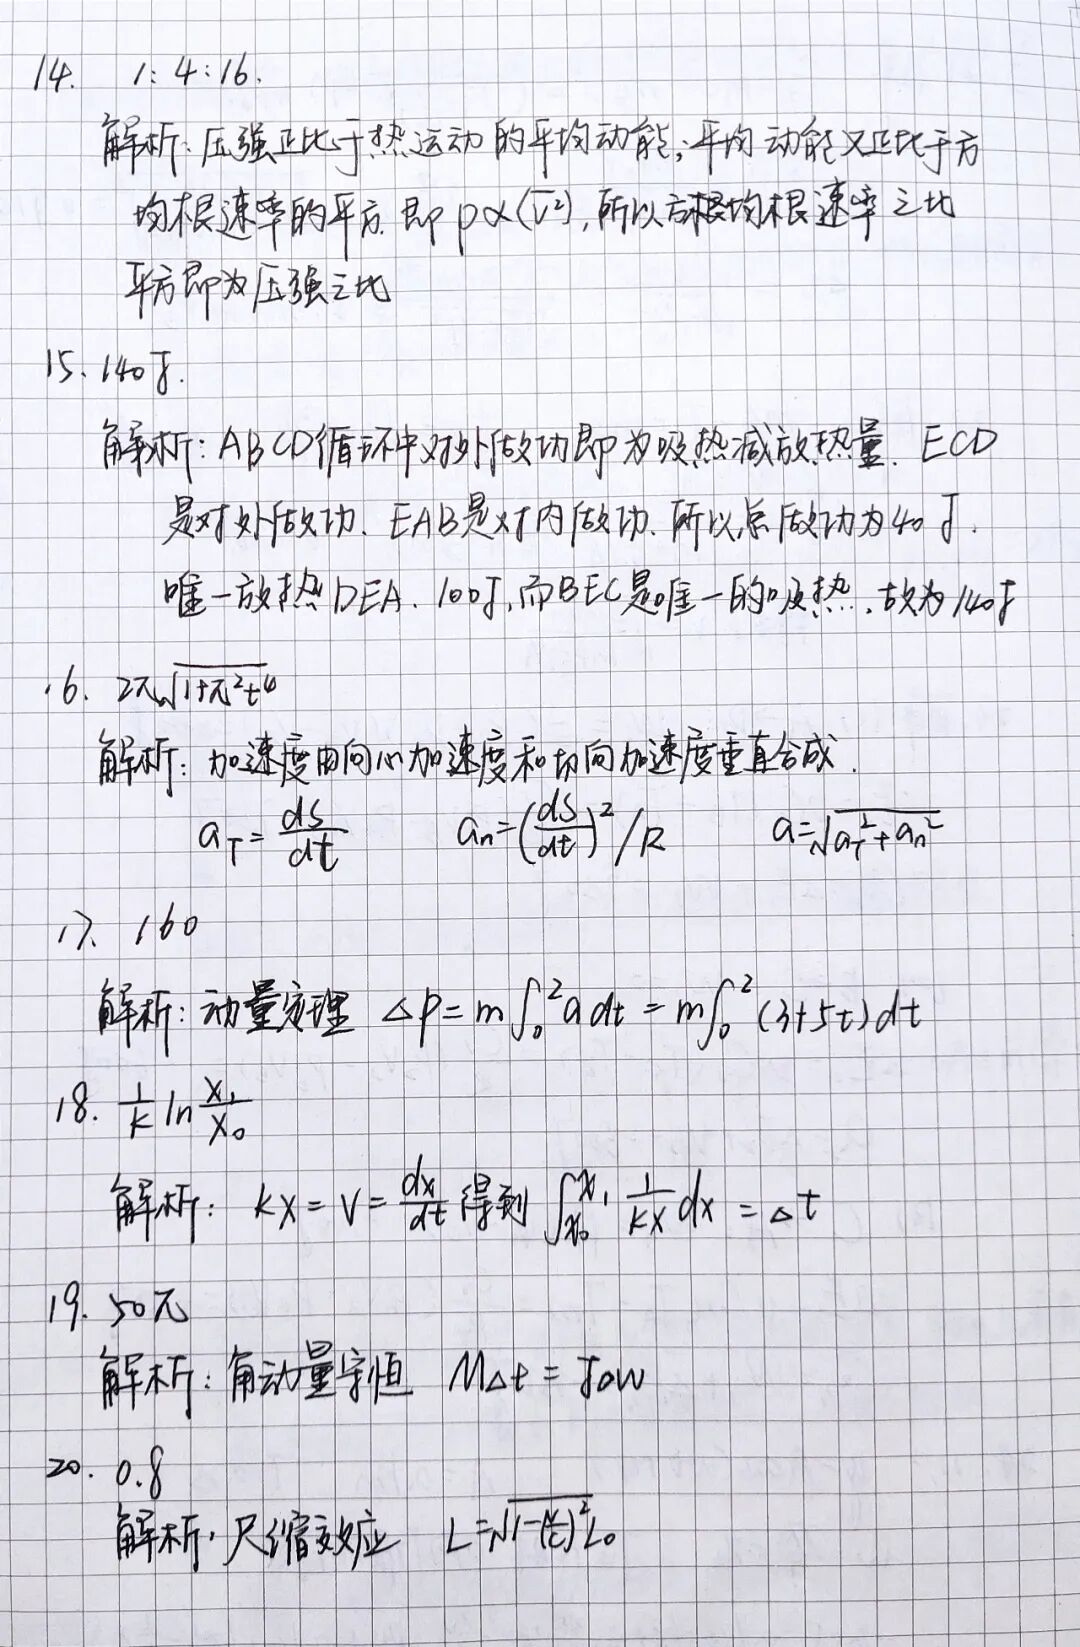 14. 1:4:16.
解析:压强正比于热运动的平均动能;平均动能又正比于方
均根速率的平方.即 p∝(v̅²),所以方根均根速率之比
平方即为压强之比
15. 140J.
解析:ABCD循环中对外做功即为吸热减放热量. ECD
是对外做功. EAB是对内做功.所以总做功为40J.
唯一放热DEA. 100J,而BEC是唯一的吸热.故为140J
16. 2π√(1+π²t⁴)
解析:加速度由向心加速度和切向加速度垂直合成.
a_T=ds/dt a_n=(ds/dt)²/R a=√(a_T²+a_n²)
17. 160
解析:动量定理 △p=m∫₀²a dt=m∫₀²(3+5t)dt
18. 1/k ln x₁/x₀
解析: kx=v=dx/dt 得到 ∫_{x₀}^{x₁} 1/kx dx=△t
19. 50π
解析:角动量守恒 M△t=J△w
20. 0.8
解析.尺缩效应 L=√(1-(v/c)²)L₀